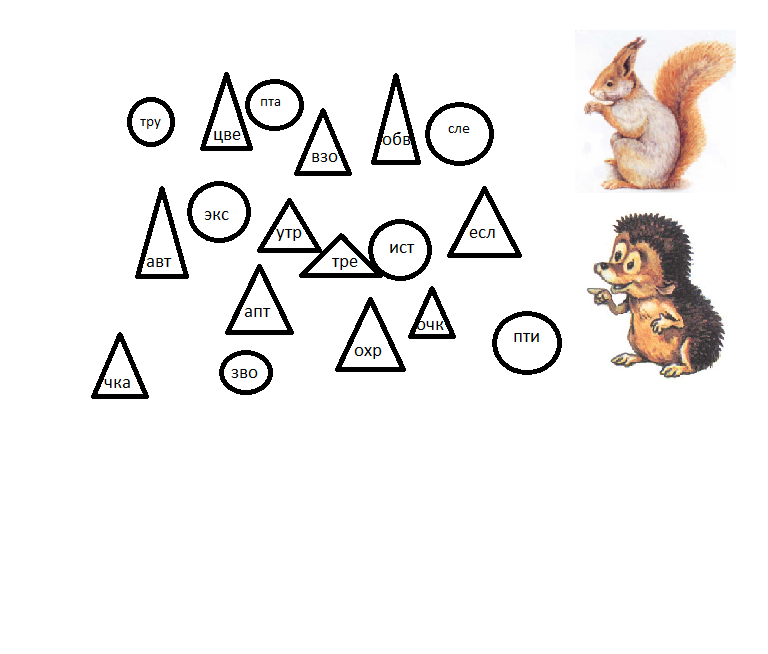 тру
цве
пта
взо
обв
сле
авт
экс
утр
тре
ист
есл
апт
охр
очк
пти
чка
зво